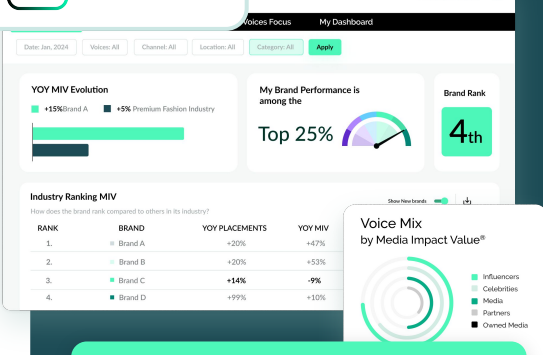 Voices Focus My Dashboard
Date: Jan, 2024 Voices: All Channel: All Location: All Category: All Apply
YOY MIV Evolution
+15%Brand A +5% Premium Fashion Industry
My Brand Performance is
among the
Top 25%
Brand Rank
4th
Industry Ranking MIV
Show New brands
How does the brand rank compared to others in its industry?
RANK BRAND YOY PLACEMENTS YOY MIV
1. Brand A +20% +47%
2. Brand B +20% +53%
3. Brand C +14% -9%
4. Brand D +99% +10%
Voice Mix
by Media Impact Value®
Influencers
Celebrities
Media
Partners
Owned Media